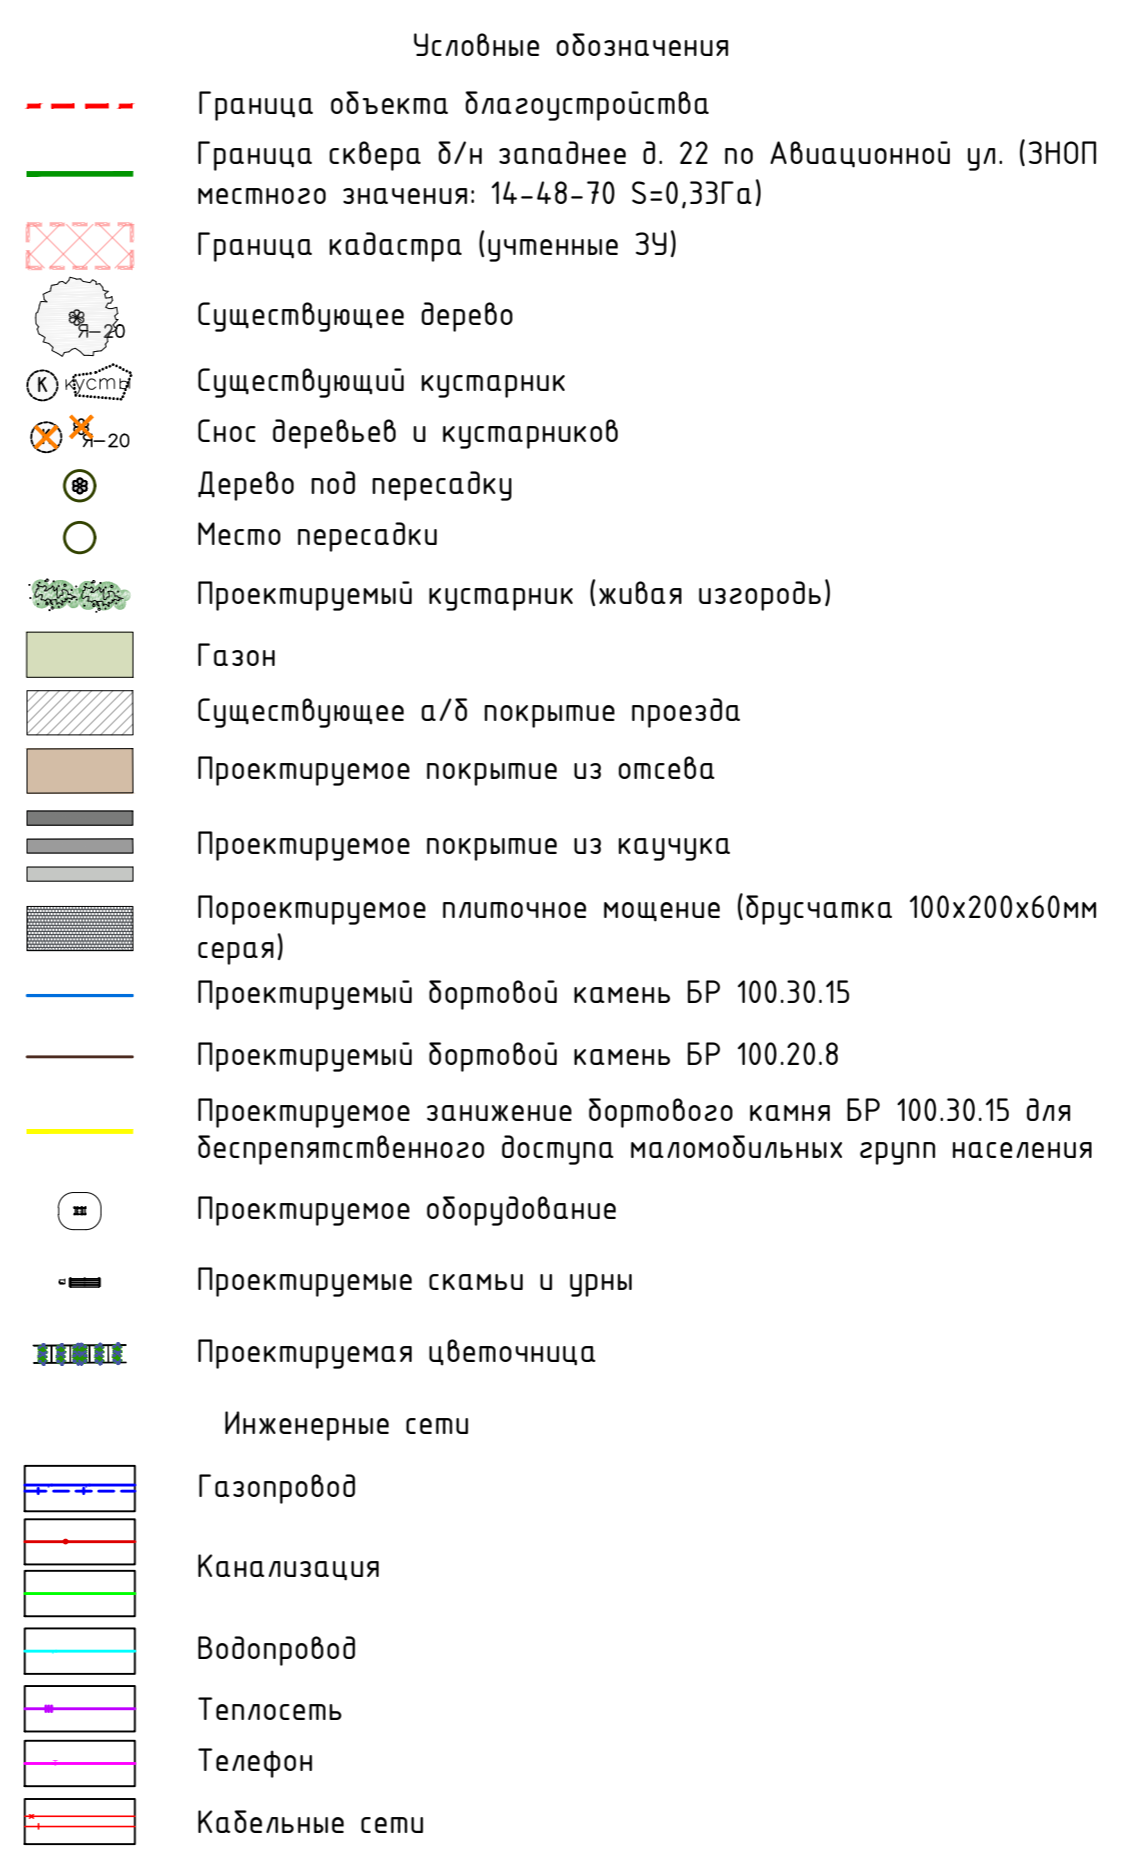 Условные обозначения
Граница объекта благоустройства
Граница сквера б/н западнее д. 22 по Авиационной ул. (ЗНОП
местного значения: 14-48-70 S=0,33Га)
Граница кадастра (учтенные ЗУ)
Я-20
Существующее дерево
К кусты
Существующий кустарник
К Я-20
Снос деревьев и кустарников
Дерево под пересадку
Место пересадки
Проектируемый кустарник (живая изгородь)
Газон
Существующее а/б покрытие проезда
Проектируемое покрытие из отсева
Проектируемое покрытие из каучука
Пороектируемое плиточное мощение (брусчатка 100х200х60мм
серая)
Проектируемый бортовой камень БР 100.30.15
Проектируемый бортовой камень БР 100.20.8
Проектируемое занижение бортового камня БР 100.30.15 для
беспрепятственного доступа маломобильных групп населения
Проектируемое оборудование
Проектируемые скамьи и урны
Проектируемая цветочница
Инженерные сети
Газопровод
Канализация
Водопровод
Теплосеть
Телефон
Кабельные сети